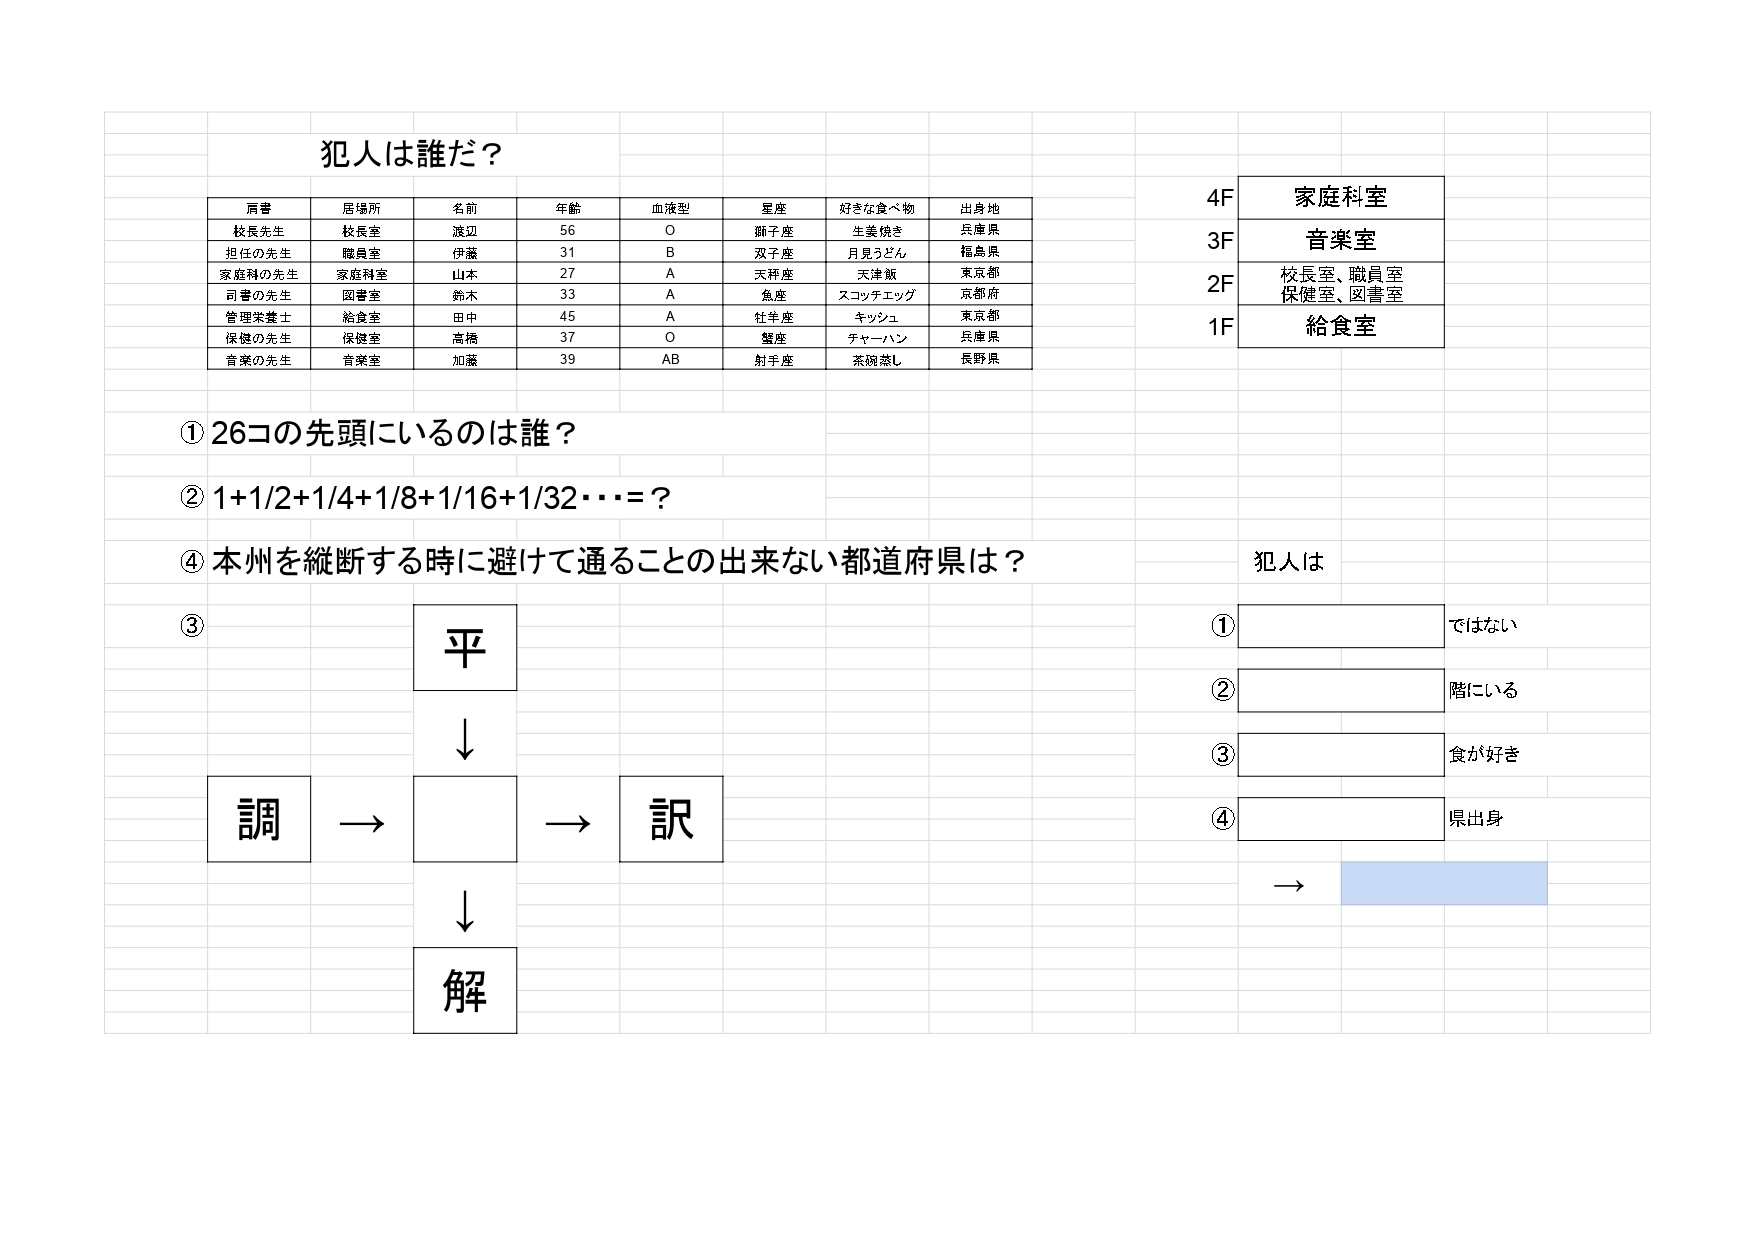 犯人は誰だ？
肩書 居場所 名前 年齢 血液型 星座 好きな食べ物 出身地
校長先生 校長室 渡辺 56 O 獅子座 生姜焼き 兵庫県
担任の先生 職員室 伊藤 31 B 双子座 月見うどん 福島県
家庭科の先生 家庭科室 山本 27 A 天秤座 天津飯 東京都
司書の先生 図書室 鈴木 33 A 魚座 スコッチエッグ 京都府
管理栄養士 給食室 田中 45 A 牡羊座 キッシュ 東京都
保健の先生 保健室 高橋 37 O 蟹座 チャーハン 兵庫県
音楽の先生 音楽室 加藤 39 AB 射手座 茶碗蒸し 長野県
4F 家庭科室
3F 音楽室
2F 校長室、職員室
保健室、図書室
1F 給食室
① 26コの先頭にいるのは誰？
② 1+1/2+1/4+1/8+1/16+1/32･･･=？
④ 本州を縦断する時に避けて通ることの出来ない都道府県は？
③
平
↓
調 → → 訳
↓
解
犯人は
① ではない
② 階にいる
③ 食が好き
④ 県出身
→